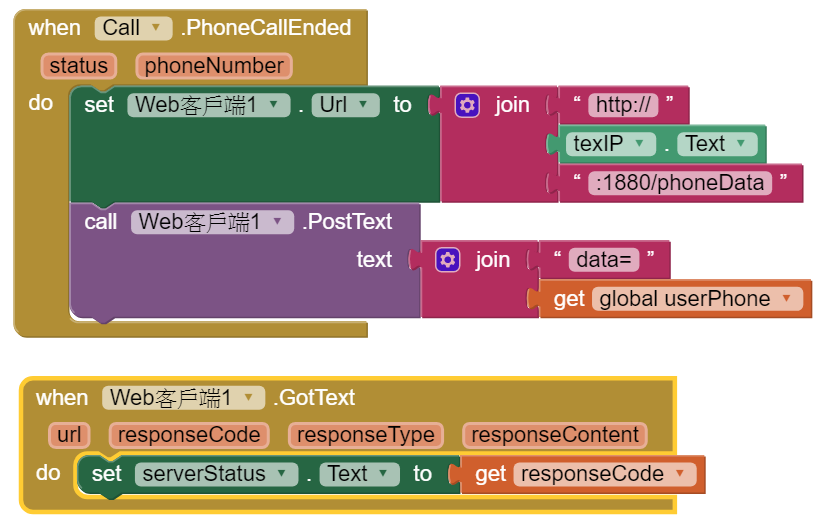 when Call .PhoneCallEnded
status phoneNumber
do set Web客戶端1 . Url to join “ http:// ”
texIP . Text
“ :1880/phoneData ”
call Web客戶端1 .PostText
text join “ data= ”
get global userPhone
when Web客戶端1 .GotText
url responseCode responseType responseContent
do set serverStatus . Text to get responseCode